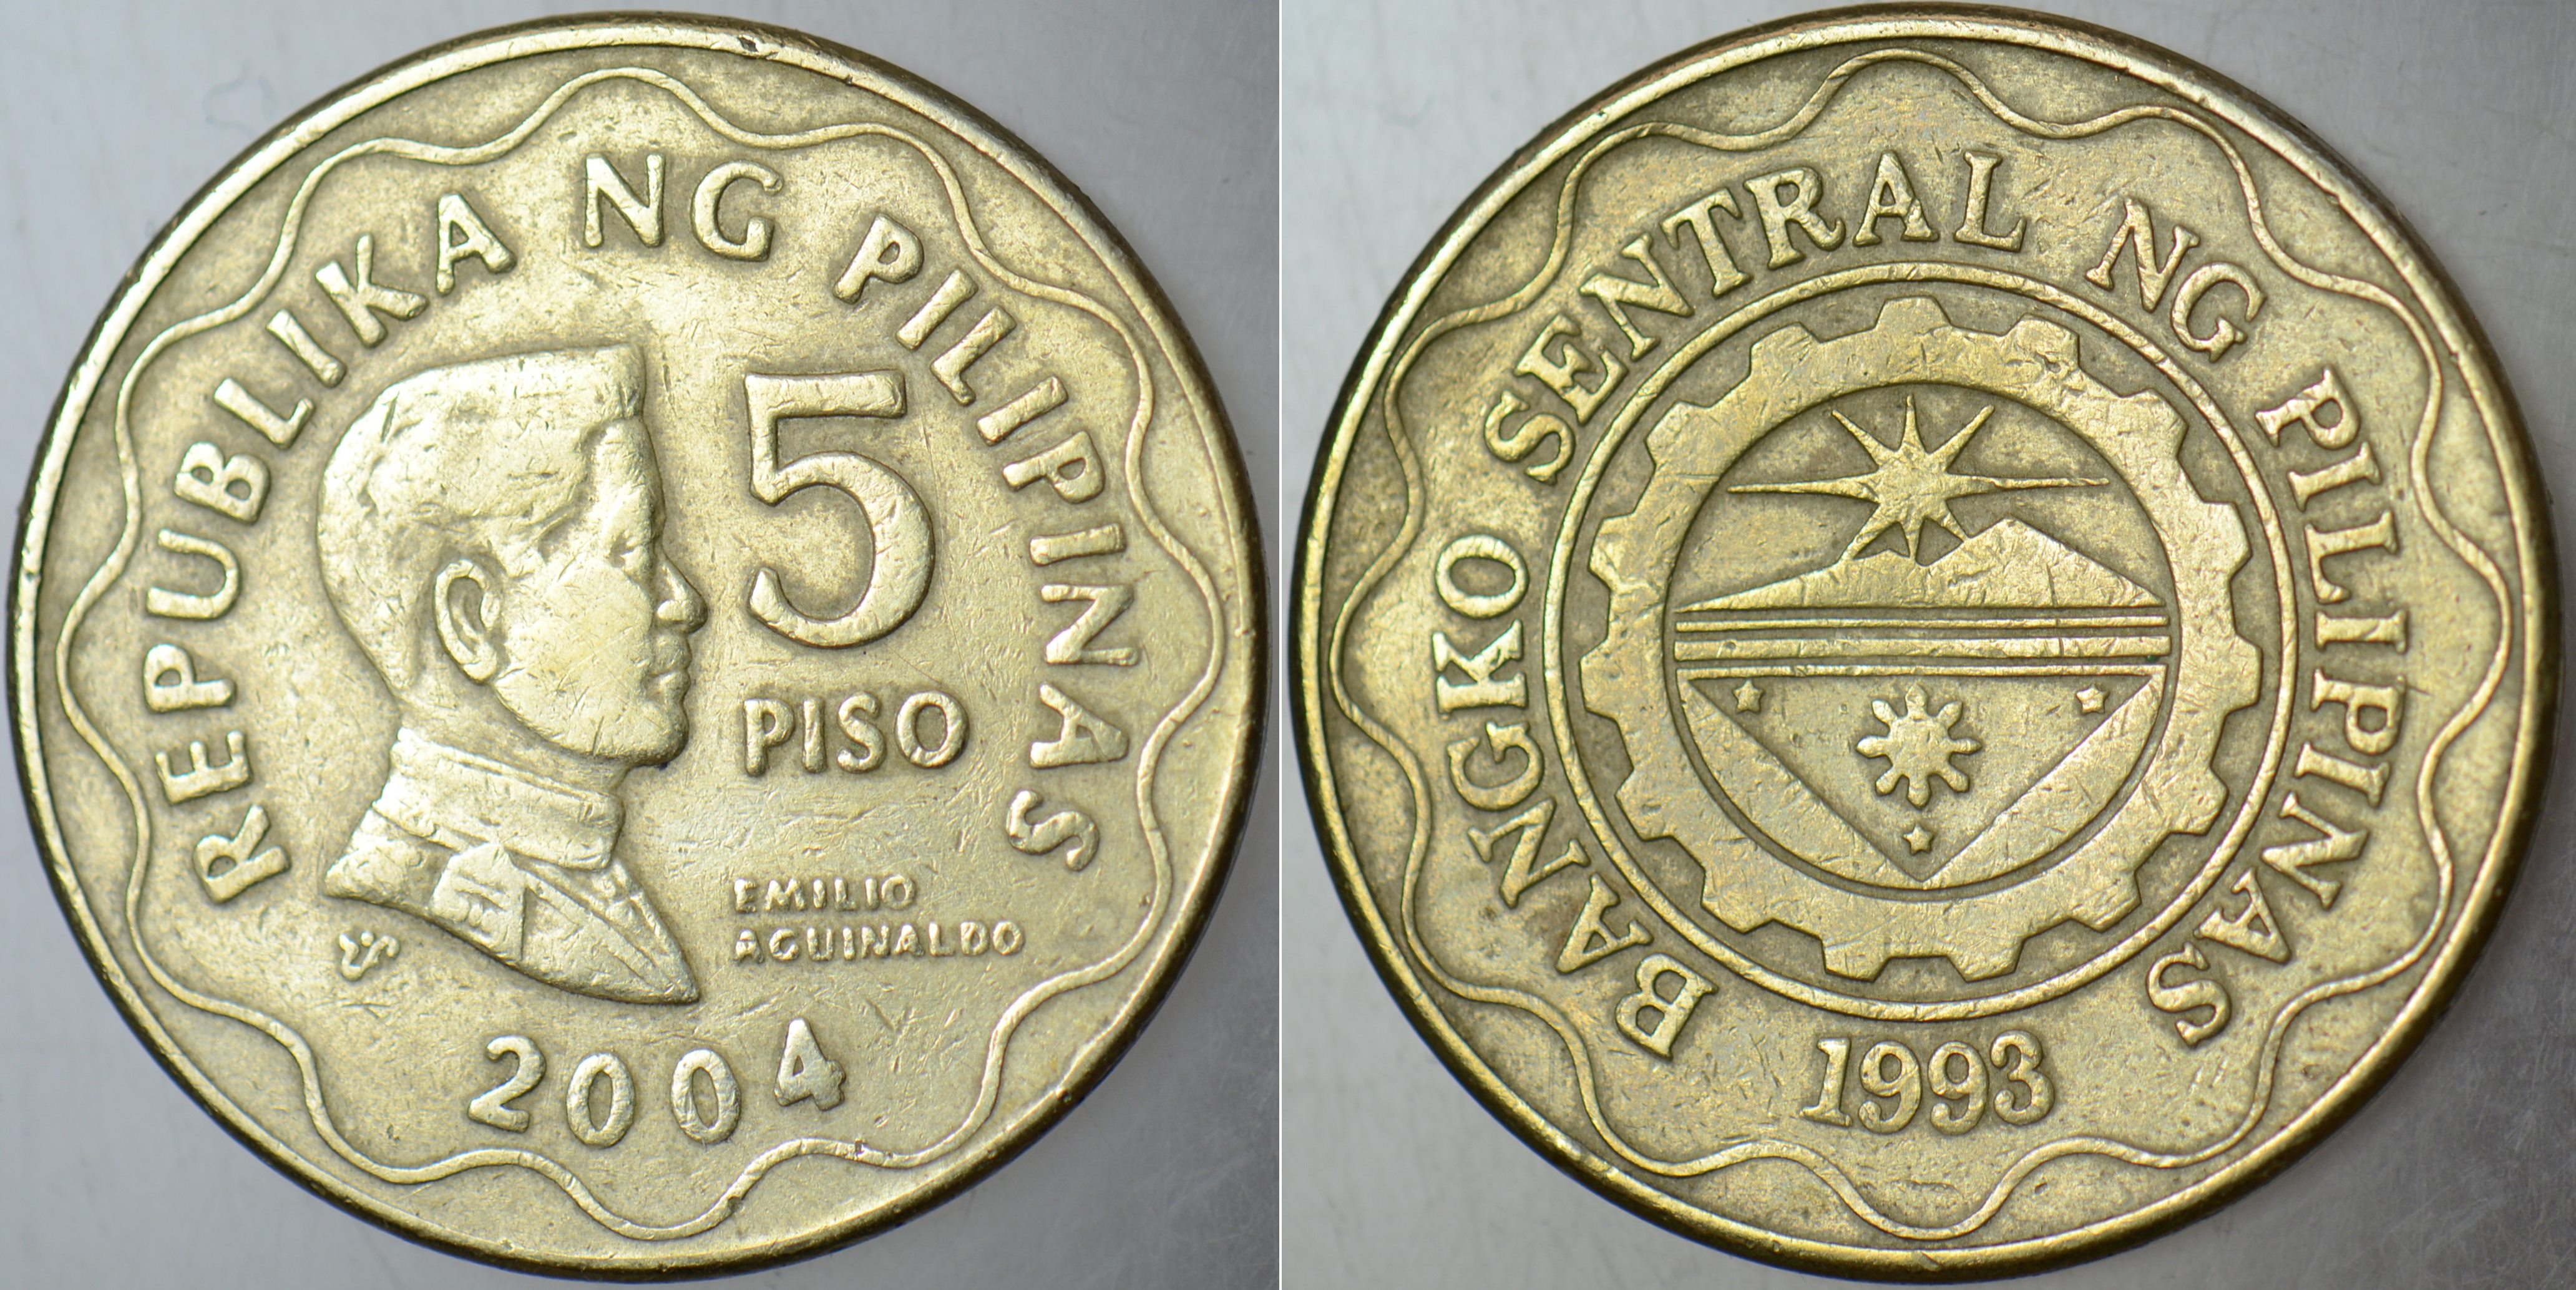 REPUBLIKA NG PILIPINAS
5
PISO
EMILIO
AGUINALDO
2004
BANGKO SENTRAL NG PILIPINAS
1993